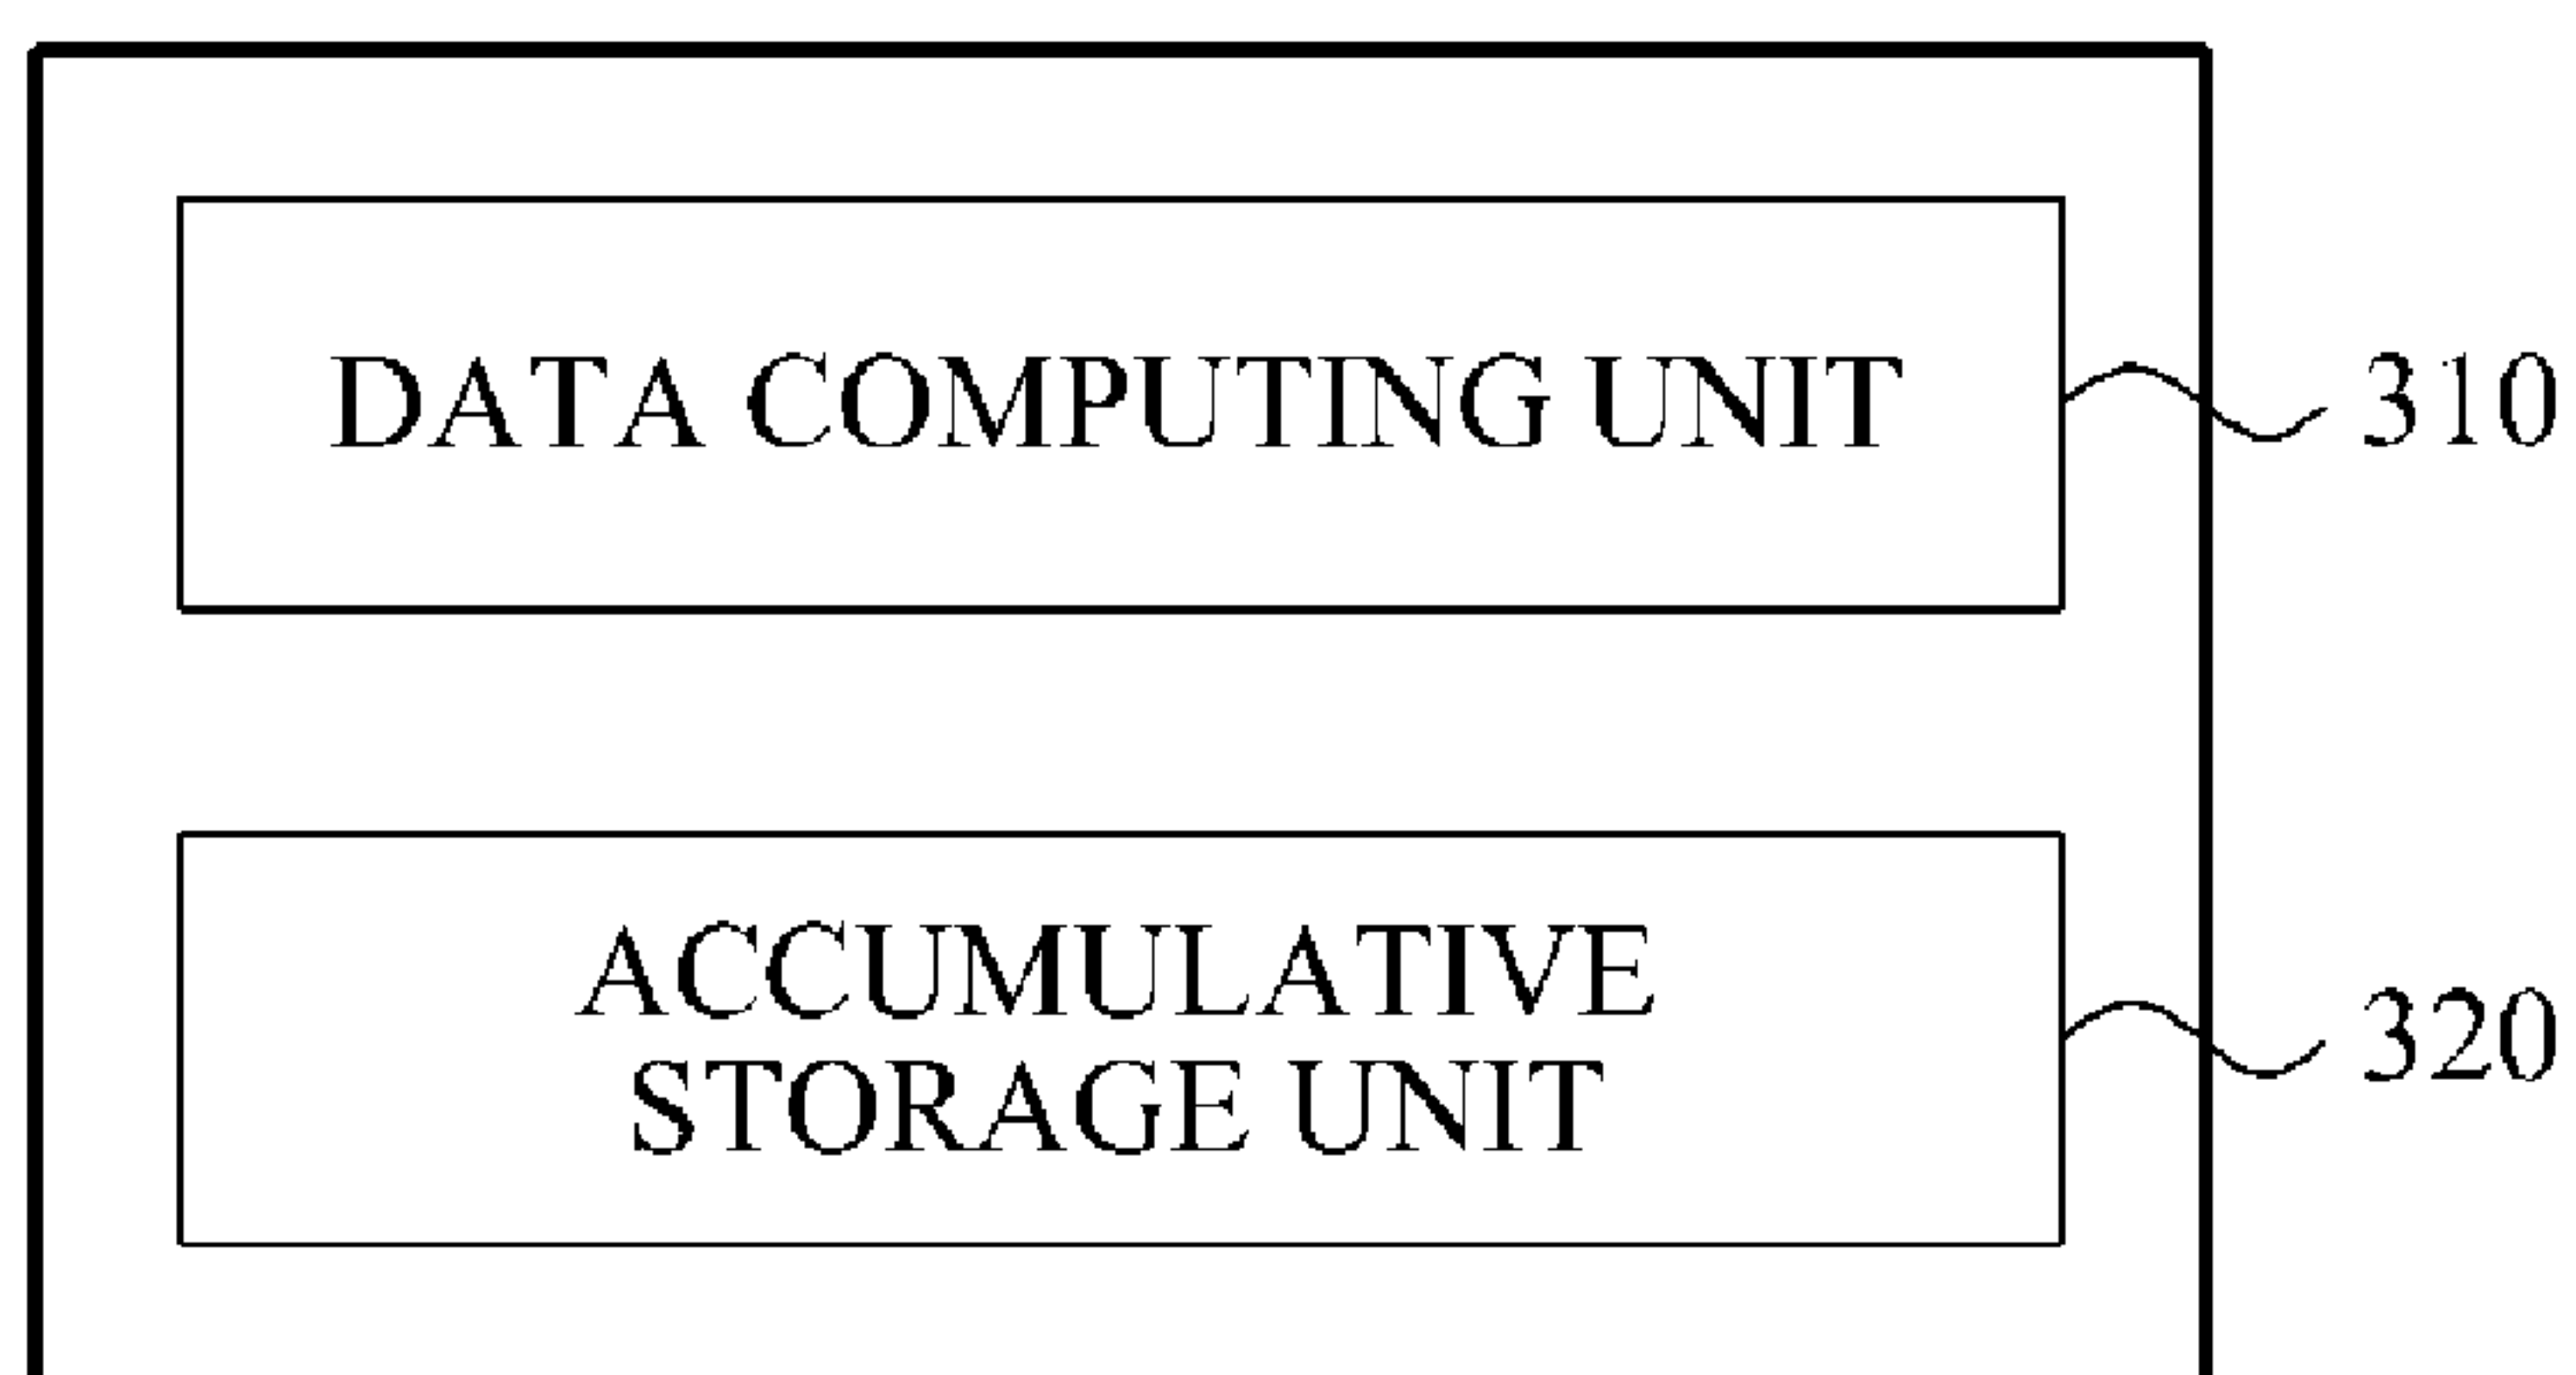 DATA COMPUTING UNIT
310
ACCUMULATIVE
STORAGE UNIT
320